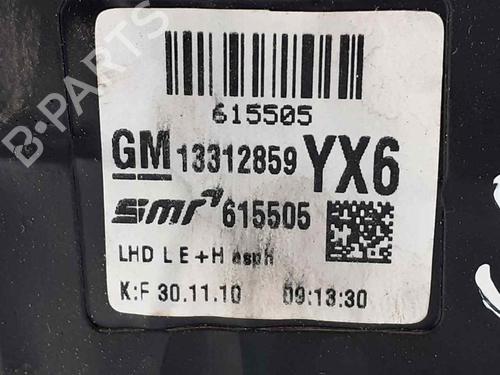 615505
GM 13312859 YX6
smr 615505
LHD L E+H asph
K:F 30.11.10 09:13:30
B-PARTS